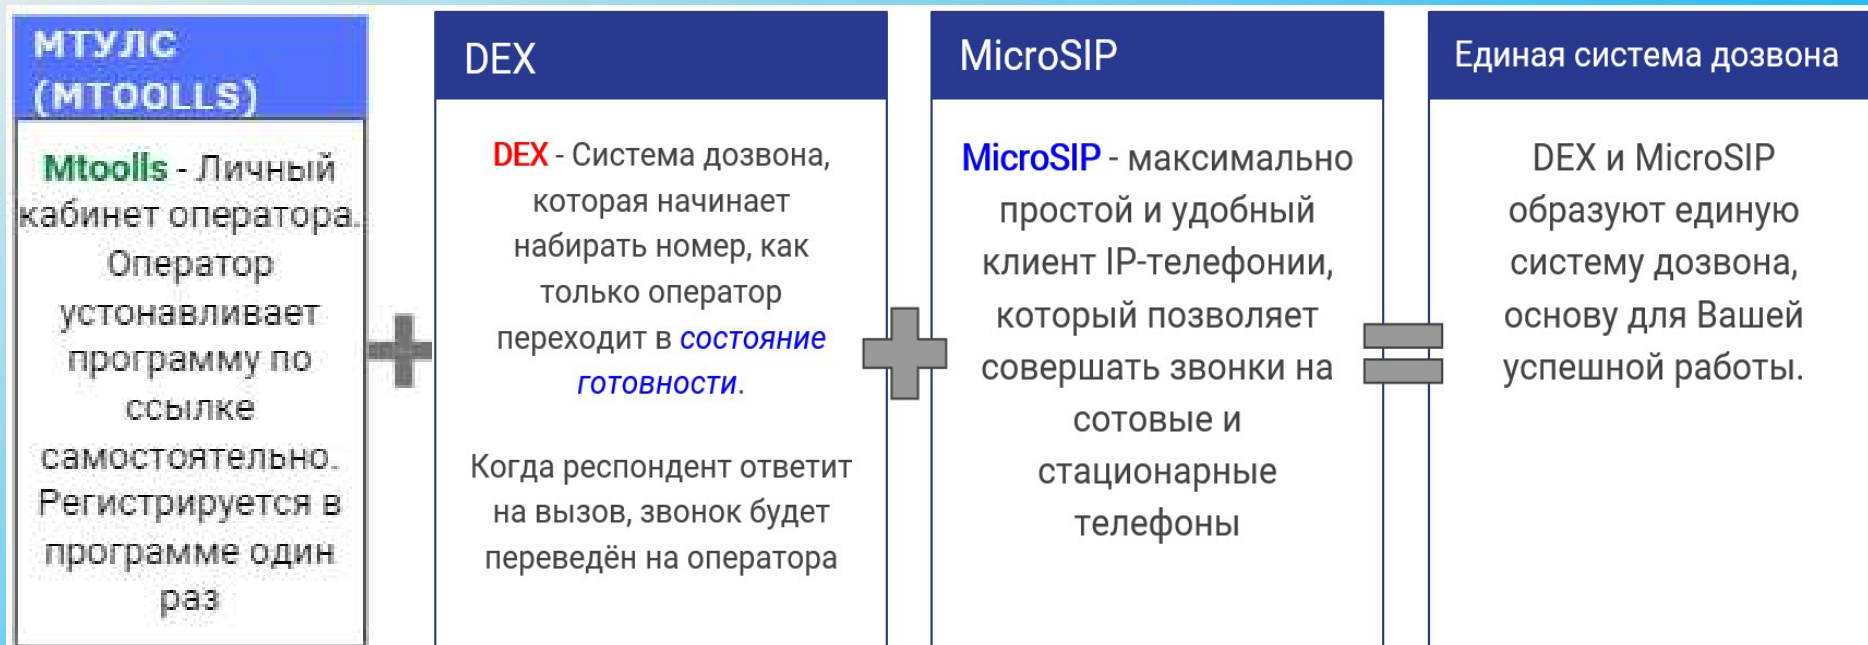 МТУЛС
(MTOOLLS)
Mtoolls - Личный
кабинет оператора.
Оператор
устонавливает
программу по
ссылке
самостоятельно.
Регистрируется в
программе один
раз
DEX
DEX - Система дозвона,
которая начинает
набирать номер, как
только оператор
переходит в состояние
готовности.
Когда респондент ответит
на вызов, звонок будет
переведён на оператора
MicroSIP
MicroSIP - максимально
простой и удобный
клиент IP-телефонии,
который позволяет
совершать звонки на
сотовые и
стационарные
телефоны
Единая система дозвона
DEX и MicroSIP
образуют единую
систему дозвона,
основу для Вашей
успешной работы.